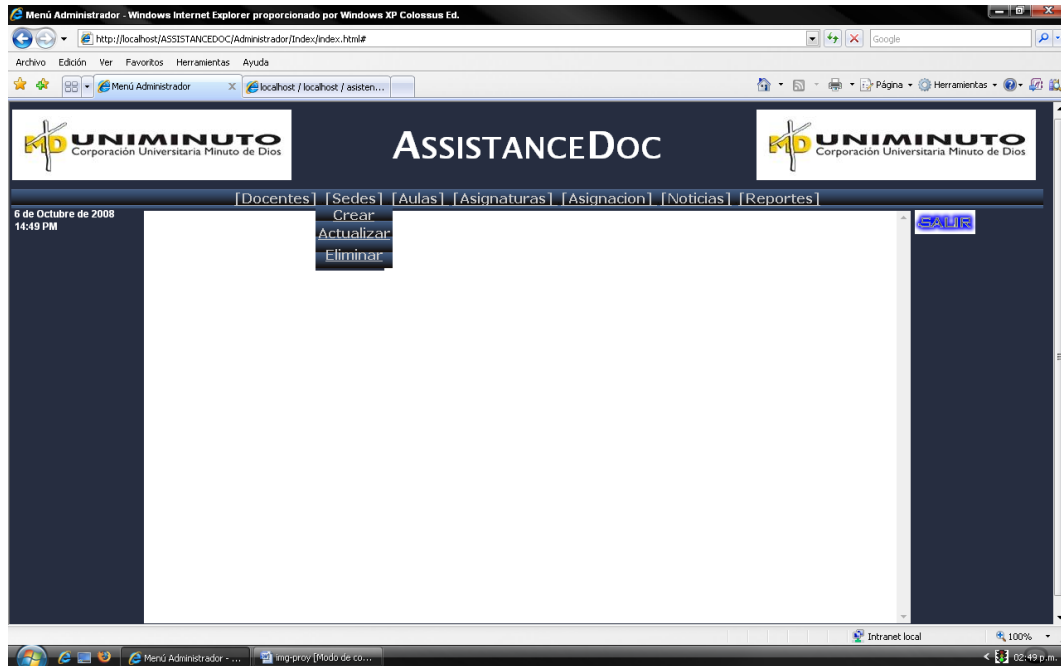 Menú Administrador - Windows Internet Explorer proporcionado por Windows XP Colossus Ed.
http://localhost/ASSISTANCEDOC/Administrador/Index/index.html#
Google
Archivo Edición Ver Favoritos Herramientas Ayuda
Menú Administrador
localhost / localhost / asisten...
Página
Herramientas
UNIMINUTO
Corporación Universitaria Minuto de Dios
ASSISTANCEDOC
UNIMINUTO
Corporación Universitaria Minuto de Dios
[Docentes] [Sedes] [Aulas] [Asignaturas] [Asignacion] [Noticias] [Reportes]
6 de Octubre de 2008
14:49 PM
Crear
Actualizar
Eliminar
SALIR
Intranet local
100%
Menú Administrador - ...
img-proy [Modo de co...
02:49 p.m.